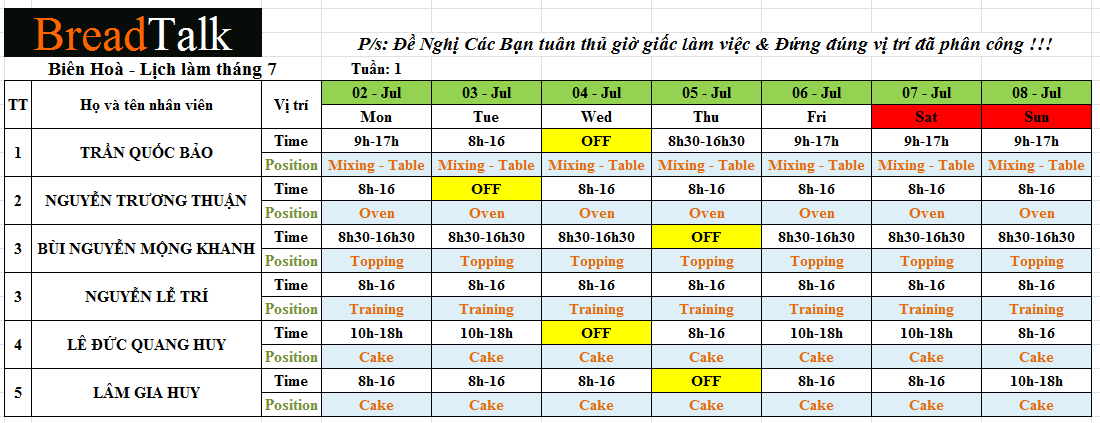 BreadTalk
P/s: Đề Nghị Các Bạn tuân thủ giờ giấc làm việc & Đứng đúng vị trí đã phân công !!!
Biên Hoà - Lịch làm tháng 7 Tuần: 1
TT Họ và tên nhân viên Vị trí 02 - Jul 03 - Jul 04 - Jul 05 - Jul 06 - Jul 07 - Jul 08 - Jul
Mon Tue Wed Thu Fri Sat Sun
1 TRẦN QUỐC BẢO Time 9h-17h 8h-16 OFF 8h30-16h30 9h-17h 9h-17h 9h-17h
Position Mixing - Table Mixing - Table Mixing - Table Mixing - Table Mixing - Table Mixing - Table Mixing - Table
2 NGUYỄN TRƯƠNG THUẬN Time 8h-16 OFF 8h-16 8h-16 8h-16 8h-16 8h-16
Position Oven Oven Oven Oven Oven Oven Oven
3 BÙI NGUYỄN MỘNG KHANH Time 8h30-16h30 8h30-16h30 8h30-16h30 OFF 8h30-16h30 8h30-16h30 8h30-16h30
Position Topping Topping Topping Topping Topping Topping Topping
3 NGUYỄN LỄ TRÍ Time 8h-16 8h-16 8h-16 8h-16 8h-16 8h-16 8h-16
Position Training Training Training Training Training Training Training
4 LÊ ĐỨC QUANG HUY Time 10h-18h 10h-18h OFF 8h-16 10h-18h 10h-18h 8h-16
Position Cake Cake Cake Cake Cake Cake Cake
5 LÂM GIA HUY Time 8h-16 8h-16 8h-16 OFF 8h-16 8h-16 10h-18h
Position Cake Cake Cake Cake Cake Cake Cake